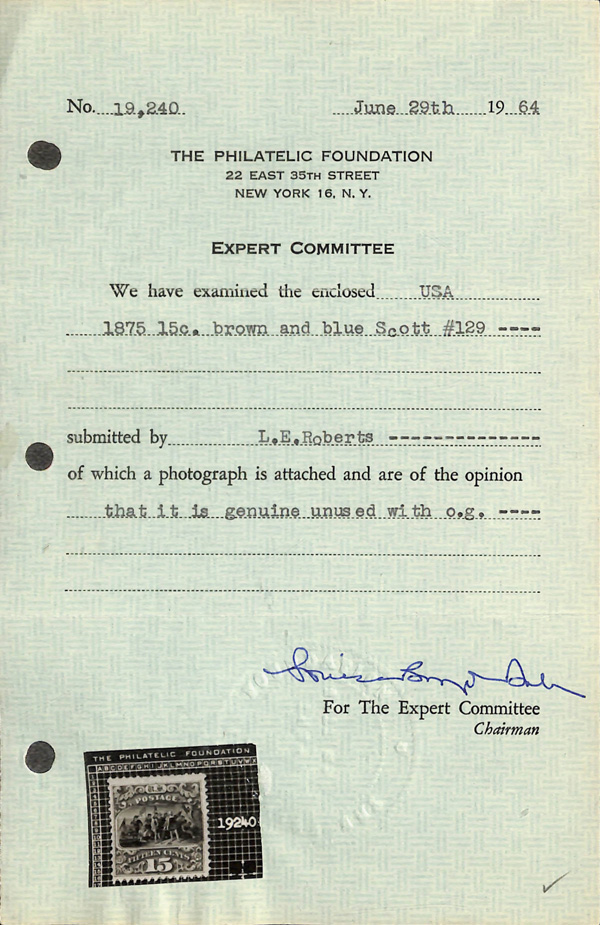 No. 19,240 June 29th 19 64
THE PHILATELIC FOUNDATION
22 EAST 35TH STREET
NEW YORK 16, N. Y.
EXPERT COMMITTEE
We have examined the enclosed USA
1875 15c. brown and blue Scott #129 ----
submitted by L.E.Roberts --------------
of which a photograph is attached and are of the opinion
that it is genuine unused with o.g. ----
For The Expert Committee
Chairman
THE PHILATELIC FOUNDATION
ABCDEFGHIJKLMNOPQRSTUVWX
POSTAGE
19240
FIFTEEN CENTS
15